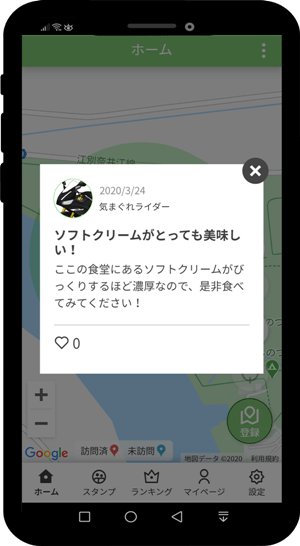 ホーム
江別奈井江線
2020/3/24
気まぐれライダー
ソフトクリームがとっても美味し
い！
ここの食堂にあるソフトクリームがび
っくりするほど濃厚なので、是非食べ
てみてください！
0
登録
Google
訪問済
未訪問
地図データ ©2020
利用規約
ホーム
スタンプ
ランキング
マイページ
設定